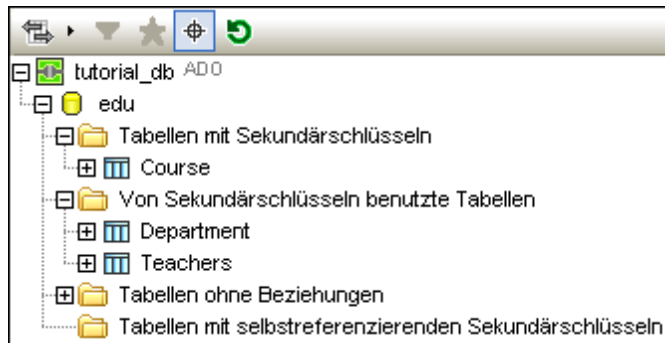 tutorial_db ADO
edu
Tabellen mit Sekundärschlüsseln
Course
Von Sekundärschlüsseln benutzte Tabellen
Department
Teachers
Tabellen ohne Beziehungen
Tabellen mit selbstreferenzierenden Sekundärschlüsseln